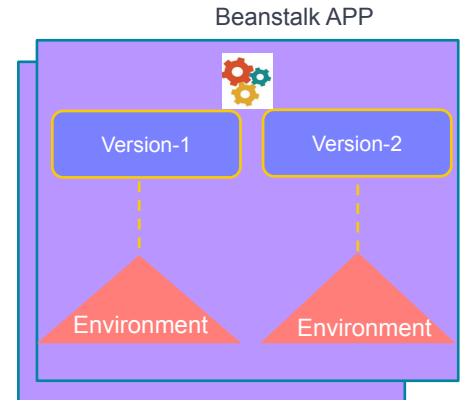 Beanstalk APP
Version-1
Version-2
Environment
Environment